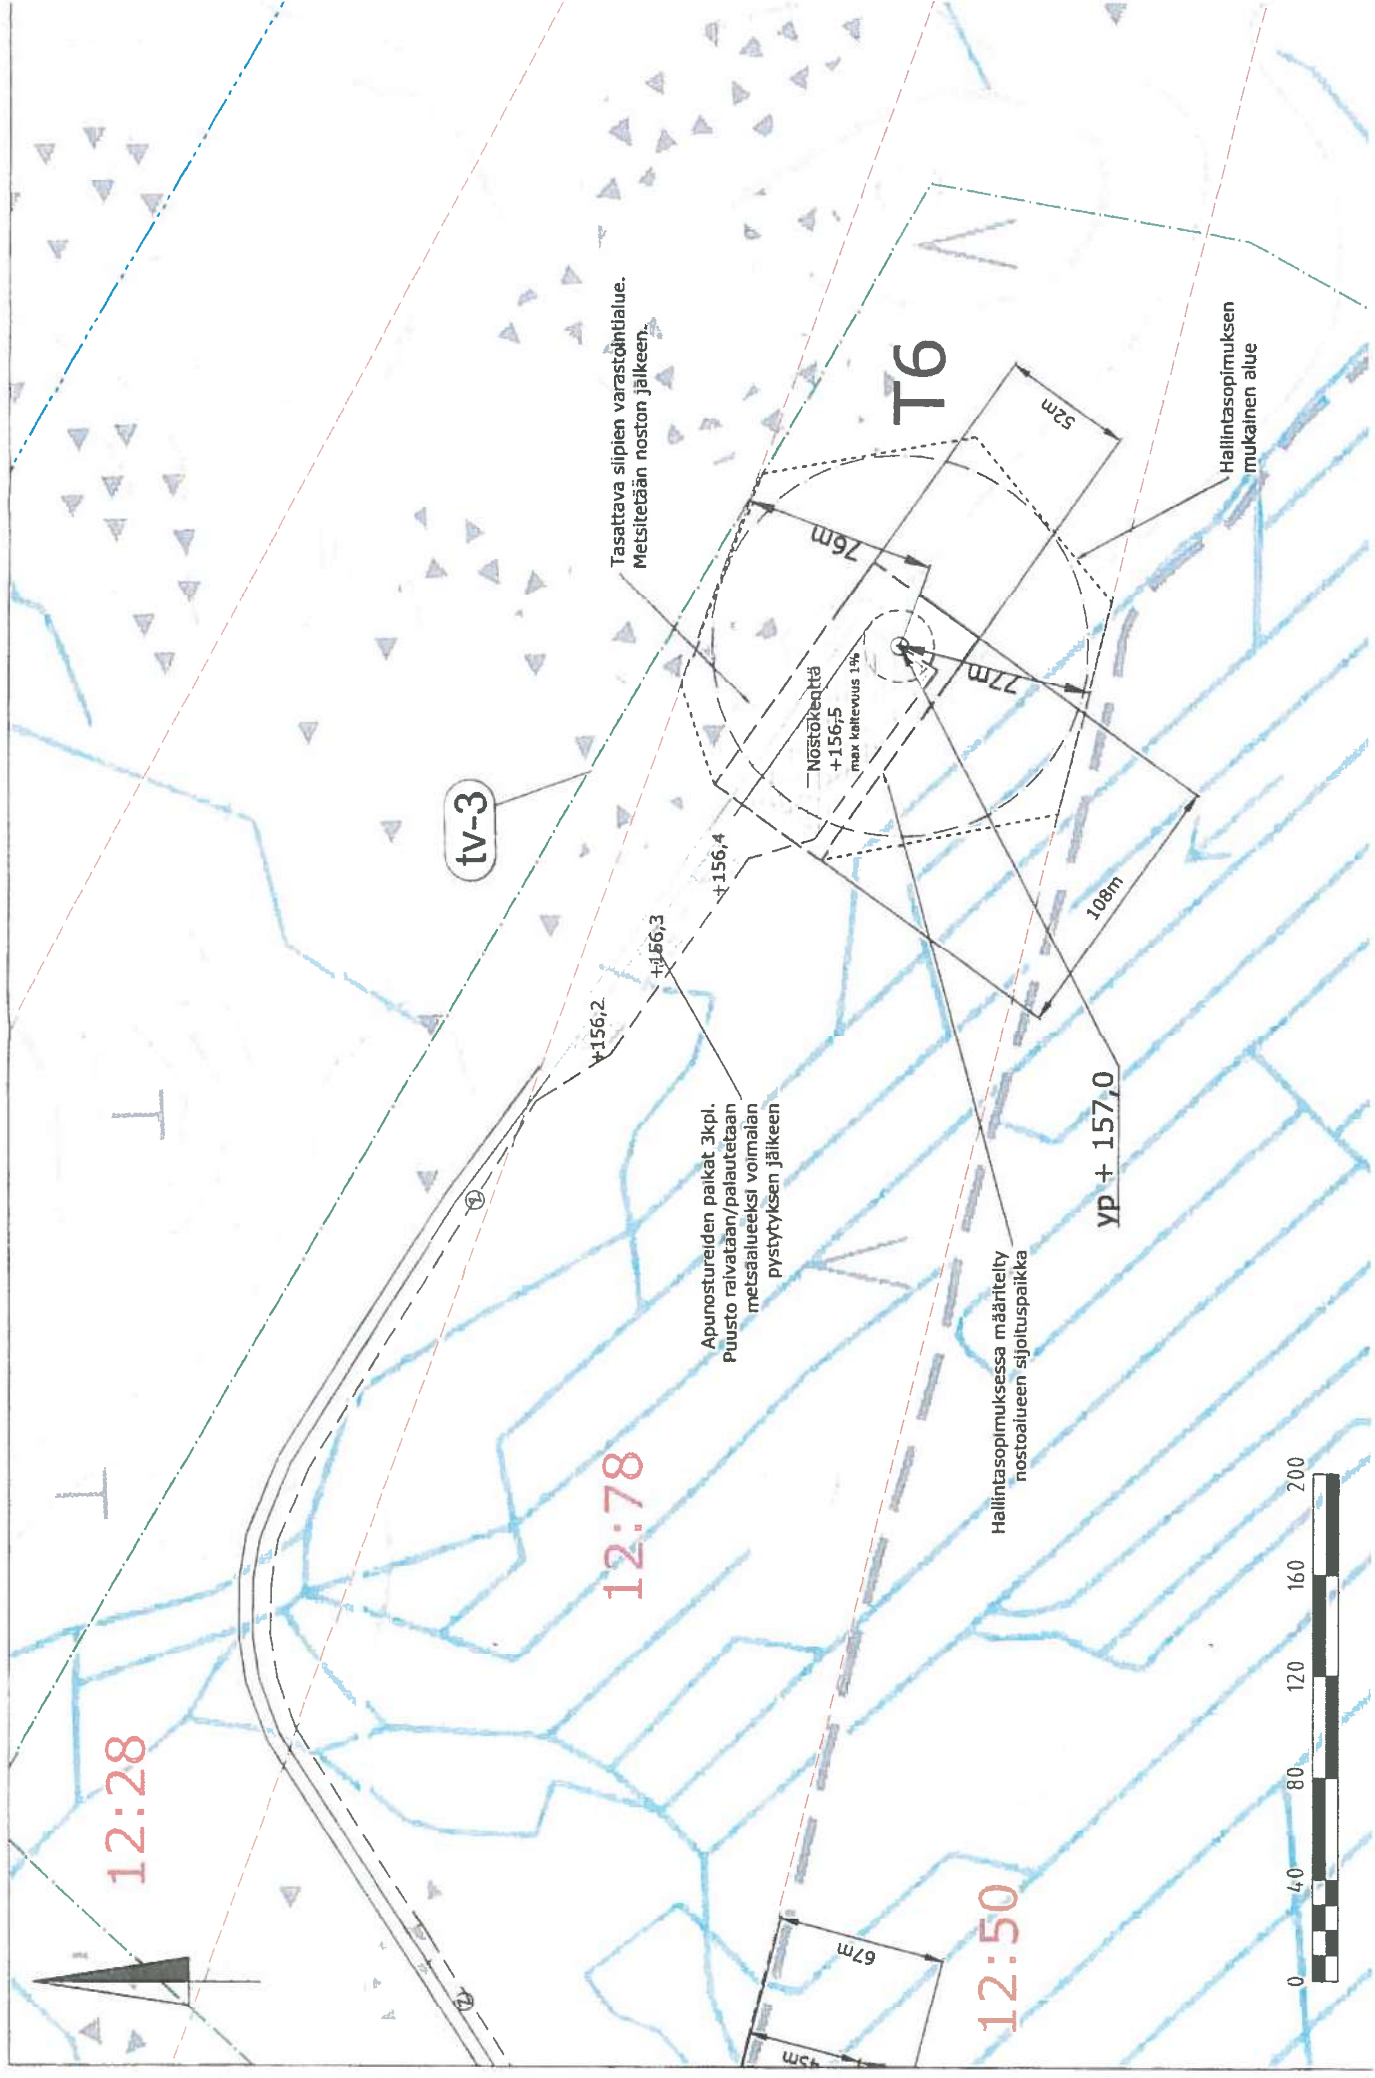 12:28
12:78
12:50
tv-3
T6
Tasattava siipien varastointialue.
Metsitetään noston jälkeen.
Apunostureiden paikat 3kpl.
Puusto raivataan/palautetaan
metsäalueeksi voimalan
pystytyksen jälkeen
+156,2
+156,3
+156,4
Nostokenttä
+156,5
max kaltevuus 1%
76m
77m
52m
108m
Hallintasopimuksen
mukainen alue
Hallintasopimuksessa määritelty
nostoalueen sijoituspaikka
yp + 157,0
67m
45m
2
2
0 40 80 120 160 200